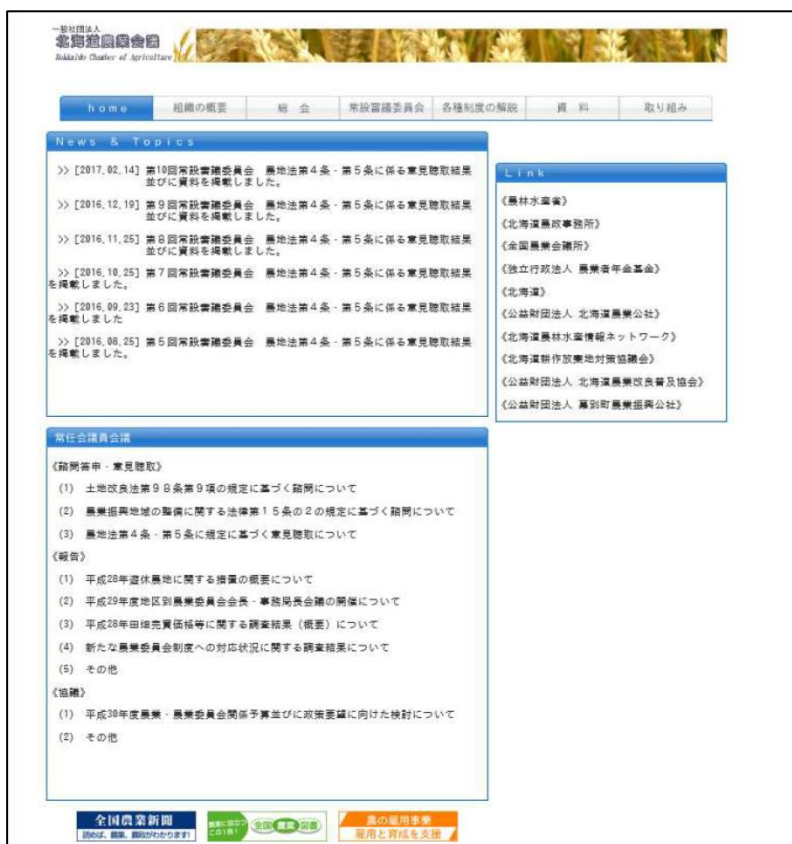 一般社団法人
北海道農業会議
Hokkaido Chamber of Agriculture
home 組織の概要 総 会 常設審議委員会 各種制度の解説 資 料 取り組み
News & Topics
>> [2017.02.14] 第10回常設審議委員会 農地法第4条・第5条に係る意見聴取結果
並びに資料を掲載しました。
>> [2016.12.19] 第9回常設審議委員会 農地法第4条・第5条に係る意見聴取結果
並びに資料を掲載しました。
>> [2016.11.25] 第8回常設審議委員会 農地法第4条・第5条に係る意見聴取結果
並びに資料を掲載しました。
>> [2016.10.25] 第7回常設審議委員会 農地法第4条・第5条に係る意見聴取結果
を掲載しました。
>> [2016.09.23] 第6回常設審議委員会 農地法第4条・第5条に係る意見聴取結果
を掲載しました
>> [2016.08.25] 第5回常設審議委員会 農地法第4条・第5条に係る意見聴取結果
を掲載しました。
Link
《農林水産省》
《北海道農政事務所》
《全国農業会議所》
《独立行政法人 農業者年金基金》
《北海道》
《公益財団法人 北海道農業公社》
《北海道農林水産情報ネットワーク》
《北海道耕作放棄地対策協議会》
《公益財団法人 北海道農業改良普及協会》
《公益財団法人 幕別町農業振興公社》
常任会議員会議
《諮問答申・意見聴取》
(1) 土地改良法第98条第9項の規定に基づく諮問について
(2) 農業振興地域の整備に関する法律第15条の2の規定に基づく諮問について
(3) 農地法第4条・第5条に規定に基づく意見聴取について
《報告》
(1) 平成28年遊休農地に関する措置の概要について
(2) 平成29年度地区別農業委員会会長・事務局長会議の開催について
(3) 平成28年田畑売買価格等に関する調査結果（概要）について
(4) 新たな農業委員会制度への対応状況に関する調査結果について
(5) その他
《協議》
(1) 平成30年度農業・農業委員会関係予算並びに政策要望に向けた検討について
(2) その他
全国農業新聞
読めば、農業、農政がわかります!
農業に役立つ
この1冊!
全国 農業 図書
農の雇用事業
雇用と育成を支援